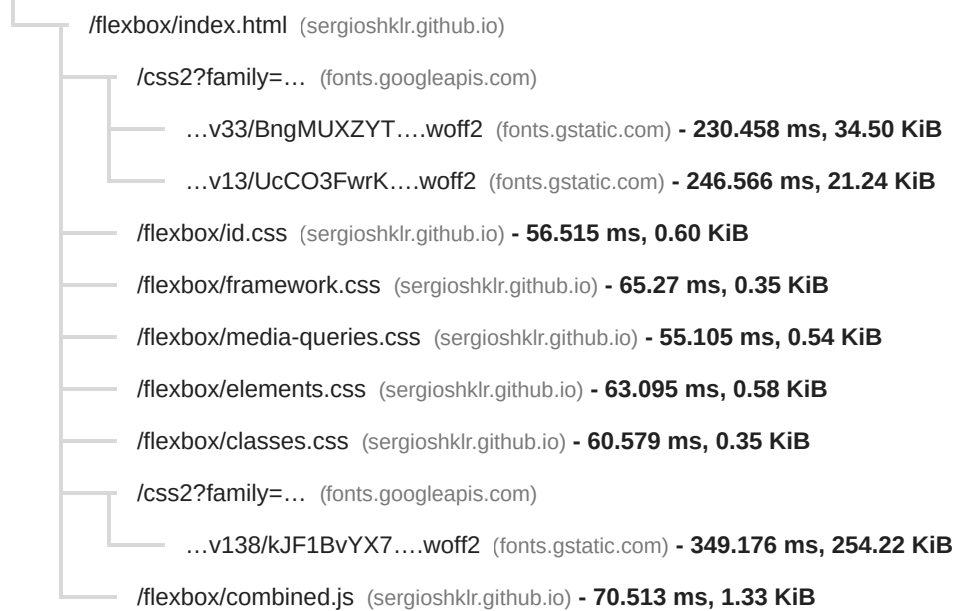 /flexbox/index.html (sergioshklr.github.io)
/css2?family=… (fonts.googleapis.com)
…v33/BngMUXZYT….woff2 (fonts.gstatic.com) - 230.458 ms, 34.50 KiB
…v13/UcCO3FwrK….woff2 (fonts.gstatic.com) - 246.566 ms, 21.24 KiB
/flexbox/id.css (sergioshklr.github.io) - 56.515 ms, 0.60 KiB
/flexbox/framework.css (sergioshklr.github.io) - 65.27 ms, 0.35 KiB
/flexbox/media-queries.css (sergioshklr.github.io) - 55.105 ms, 0.54 KiB
/flexbox/elements.css (sergioshklr.github.io) - 63.095 ms, 0.58 KiB
/flexbox/classes.css (sergioshklr.github.io) - 60.579 ms, 0.35 KiB
/css2?family=… (fonts.googleapis.com)
…v138/kJF1BvYX7….woff2 (fonts.gstatic.com) - 349.176 ms, 254.22 KiB
/flexbox/combined.js (sergioshklr.github.io) - 70.513 ms, 1.33 KiB